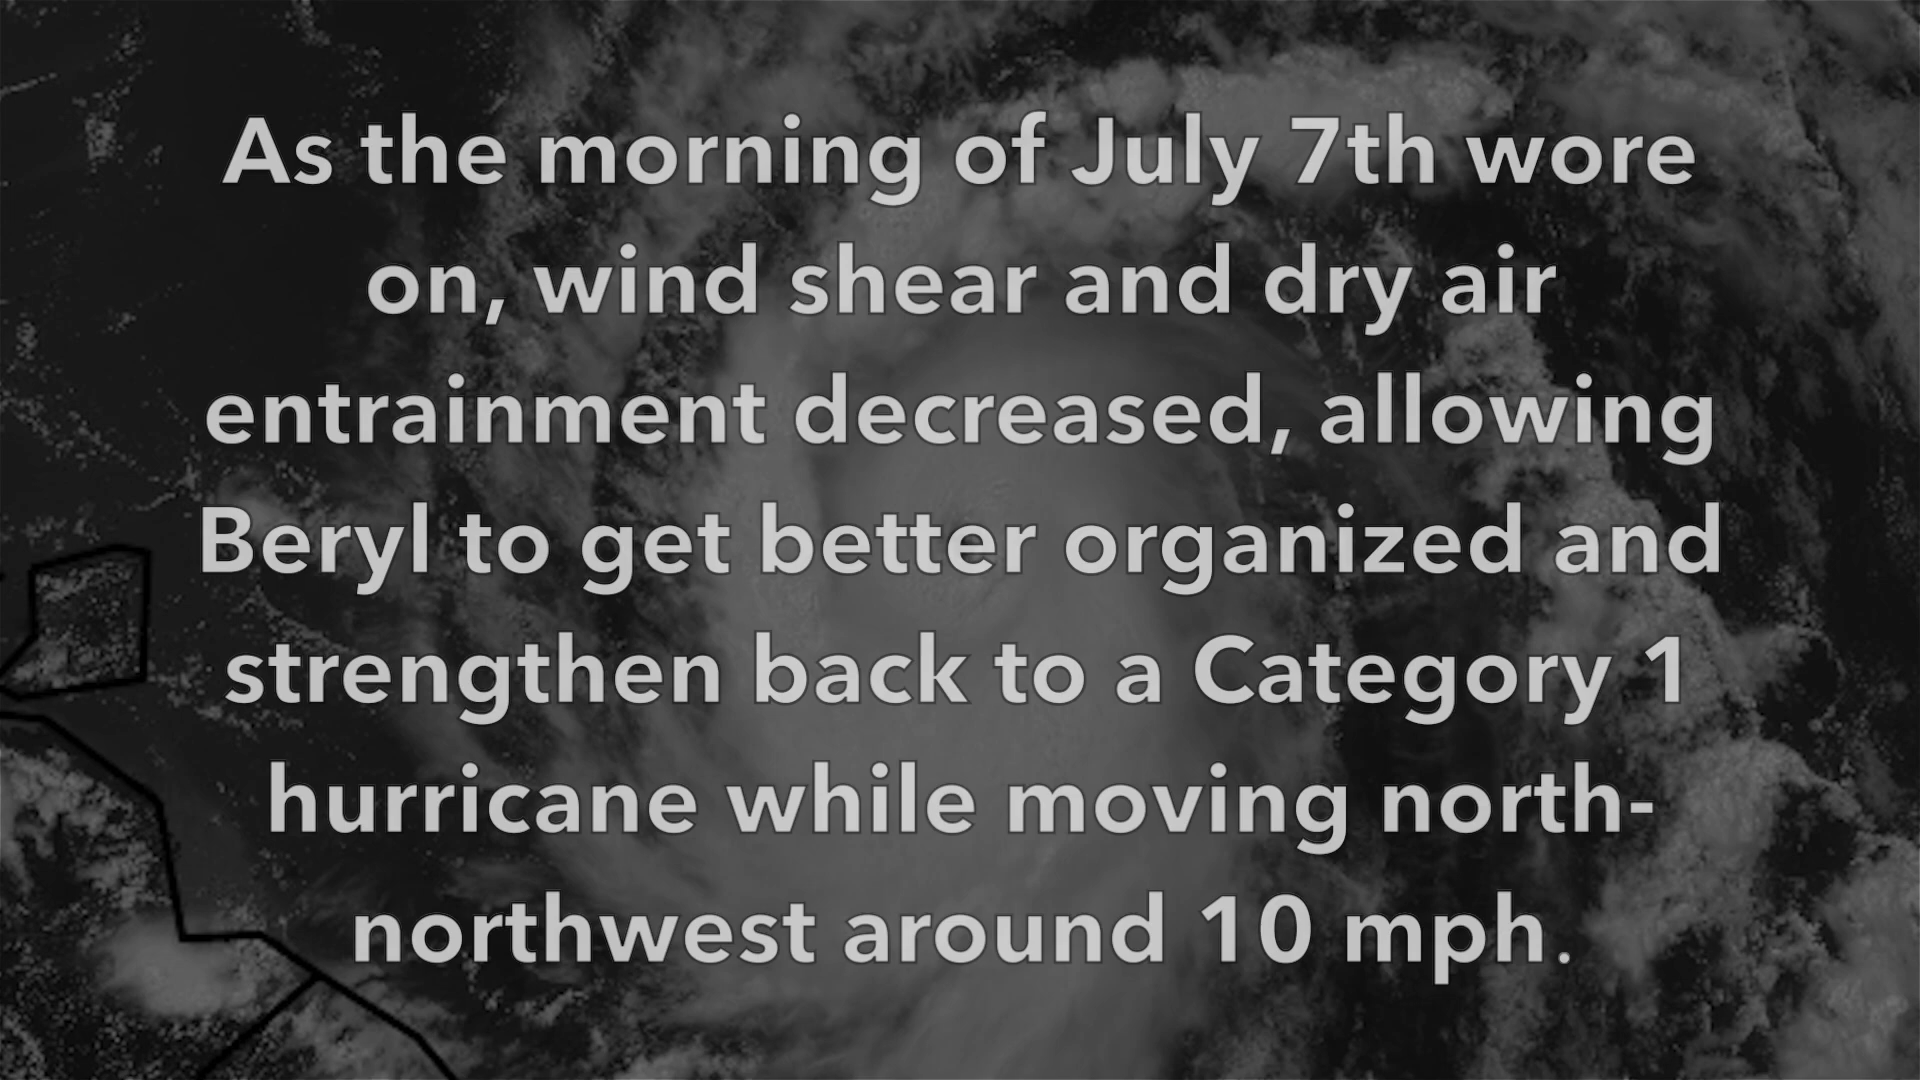 As the morning of July 7th wore
on, wind shear and dry air
entrainment decreased, allowing
Beryl to get better organized and
strengthen back to a Category 1
hurricane while moving north-
northwest around 10 mph.